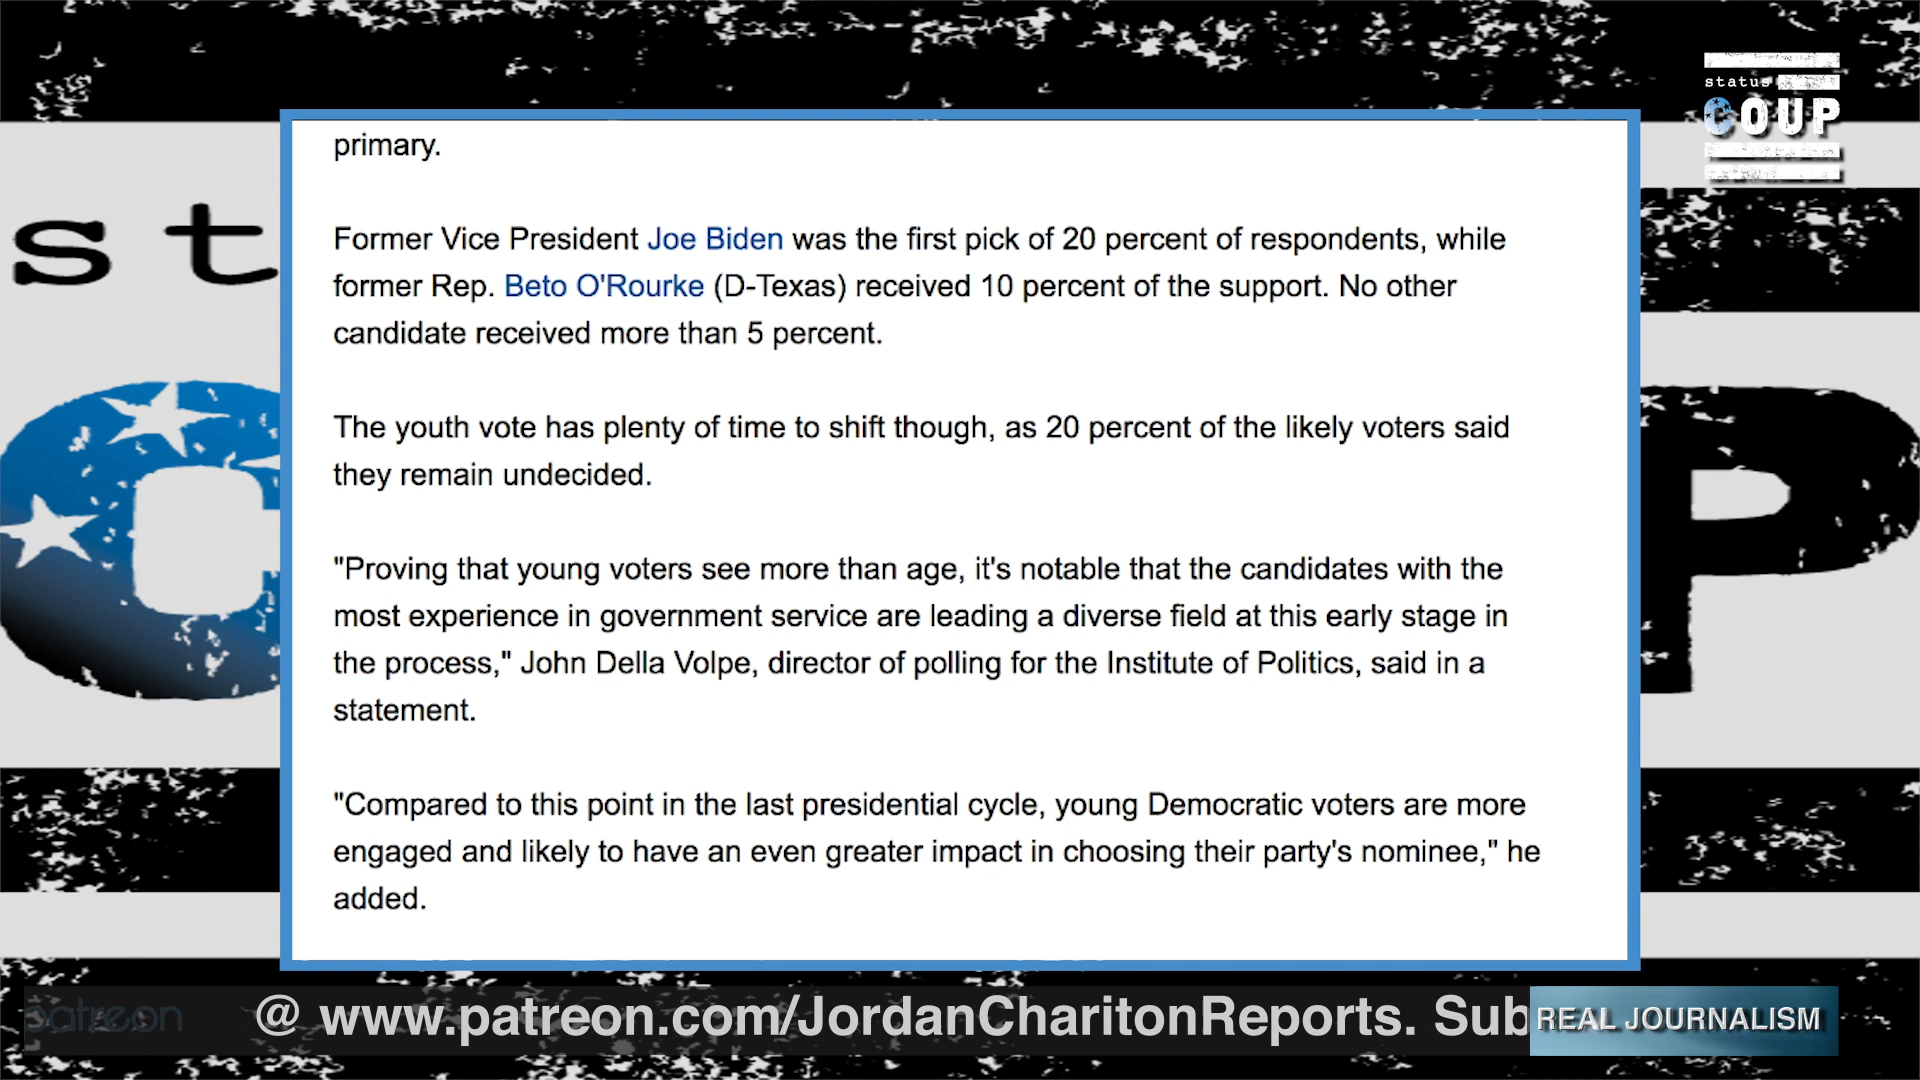 status
COUP
st
primary.
Former Vice President Joe Biden was the first pick of 20 percent of respondents, while
former Rep. Beto O'Rourke (D-Texas) received 10 percent of the support. No other
candidate received more than 5 percent.
The youth vote has plenty of time to shift though, as 20 percent of the likely voters said
they remain undecided.
"Proving that young voters see more than age, it's notable that the candidates with the
most experience in government service are leading a diverse field at this early stage in
the process," John Della Volpe, director of polling for the Institute of Politics, said in a
statement.
"Compared to this point in the last presidential cycle, young Democratic voters are more
engaged and likely to have an even greater impact in choosing their party's nominee," he
added.
C
P
patreon
@ www.patreon.com/JordanCharitonReports. Sub
REAL JOURNALISM